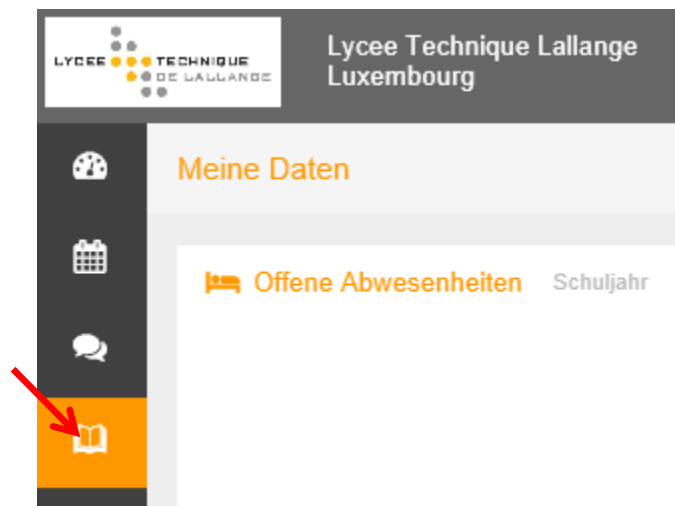 LYCEE TECHNIQUE
DE LALLANGE
Lycee Technique Lallange
Luxembourg
Meine Daten
Offene Abwesenheiten Schuljahr